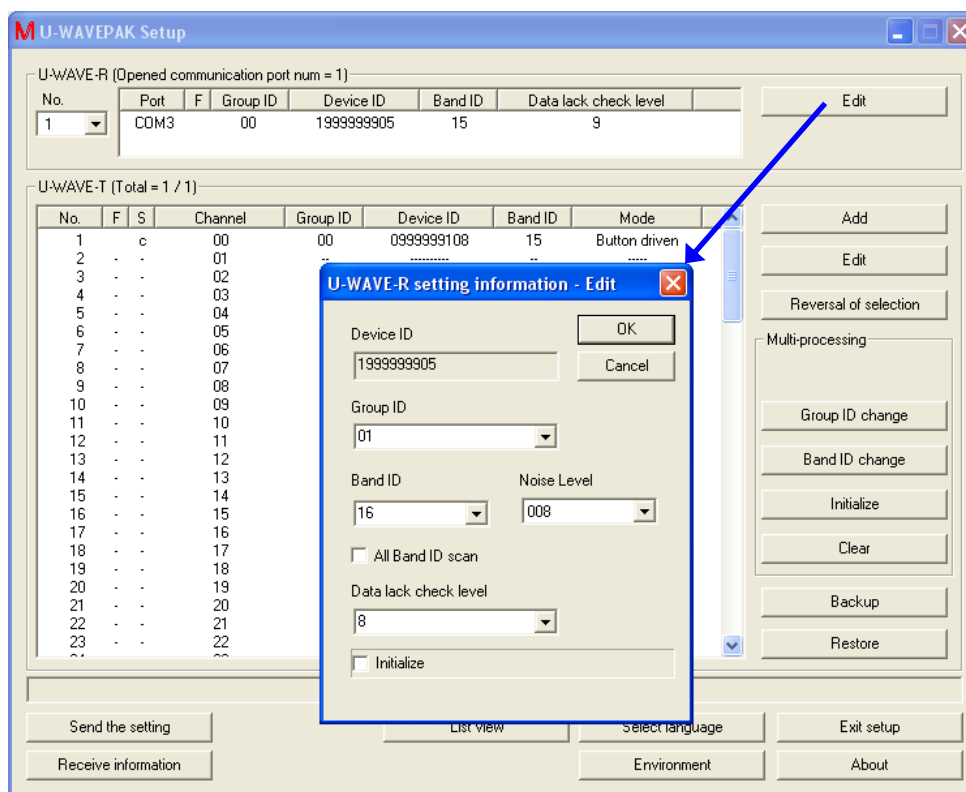 M U-WAVEPAK Setup
U-WAVE-R (Opened communication port num = 1)
No. Port F Group ID Device ID Band ID Data lack check level
1 COM3 00 1999999905 15 9
Edit
U-WAVE-T (Total = 1 / 1)
No. F S Channel Group ID Device ID Band ID Mode
1 c 00 00 0999999108 15 Button driven
2 - - 01 -- ---------- -- -----
3 - - 02
4 - - 03
5 - - 04
6 - - 05
7 - - 06
8 - - 07
9 - - 08
10 - - 09
11 - - 10
12 - - 11
13 - - 12
14 - - 13
15 - - 14
16 - - 15
17 - - 16
18 - - 17
19 - - 18
20 - - 19
21 - - 20
22 - - 21
23 - - 22
Add
Edit
Reversal of selection
Multi-processing
Group ID change
Band ID change
Initialize
Clear
Backup
Restore
U-WAVE-R setting information - Edit
Device ID
1999999905
OK
Cancel
Group ID
01
Band ID Noise Level
16 008
All Band ID scan
Data lack check level
8
Initialize
Send the setting List view Select language Exit setup
Receive information Environment About